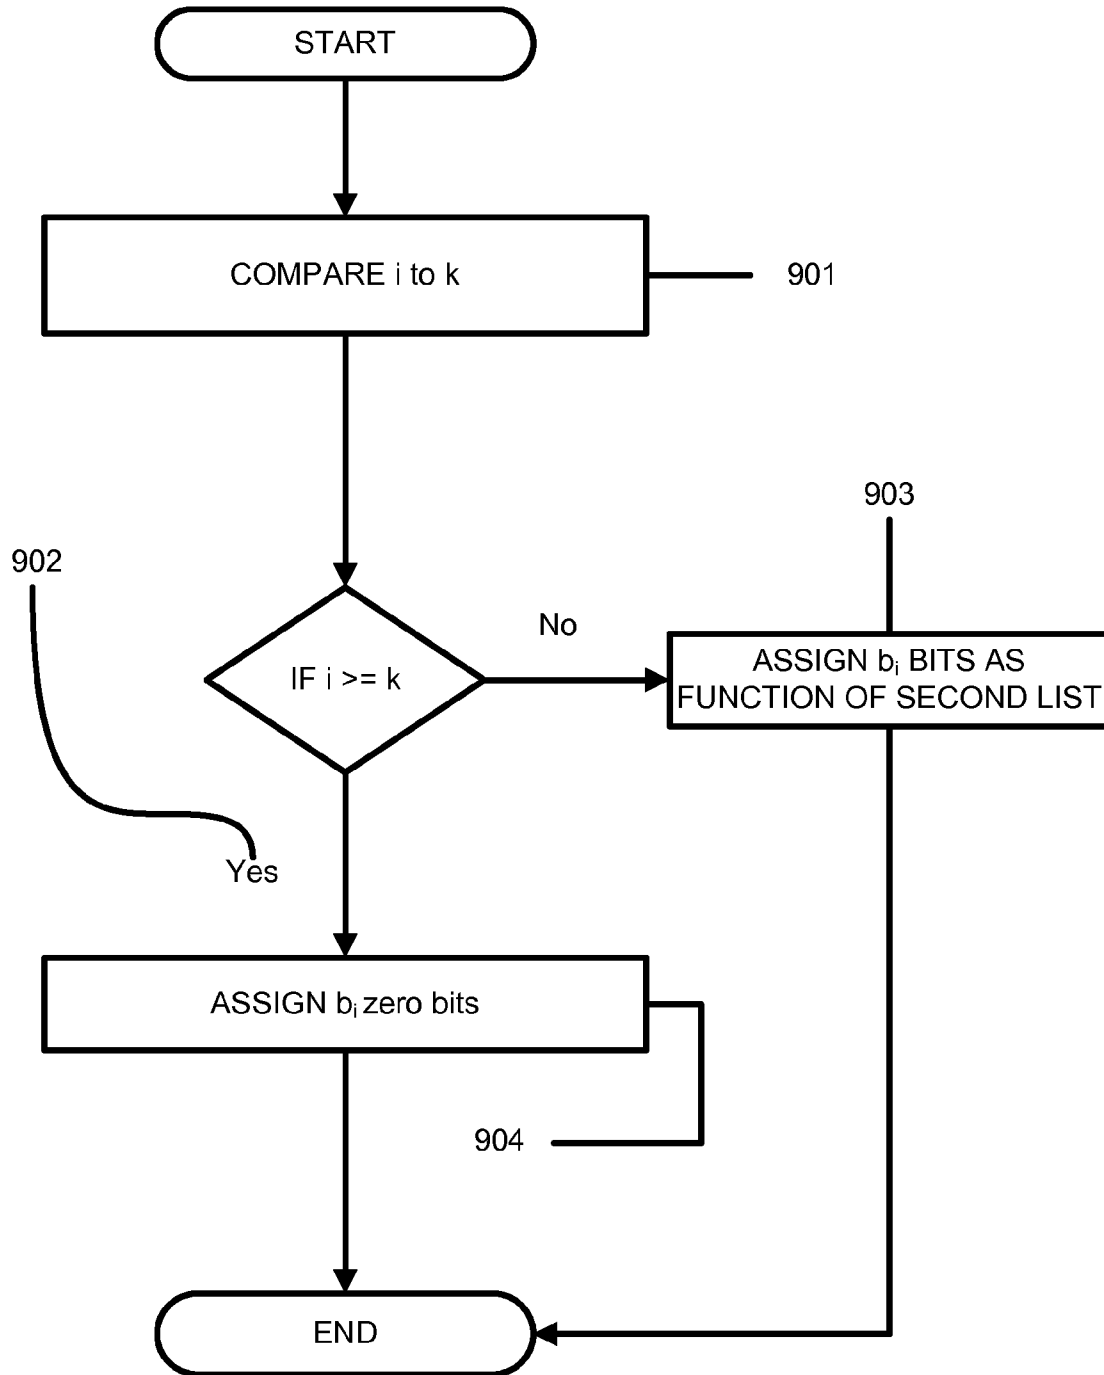 START
COMPARE i to k
901
903
902
No
IF i >= k
ASSIGN bᵢ BITS AS
FUNCTION OF SECOND LIST
Yes
ASSIGN bᵢ zero bits
904
END